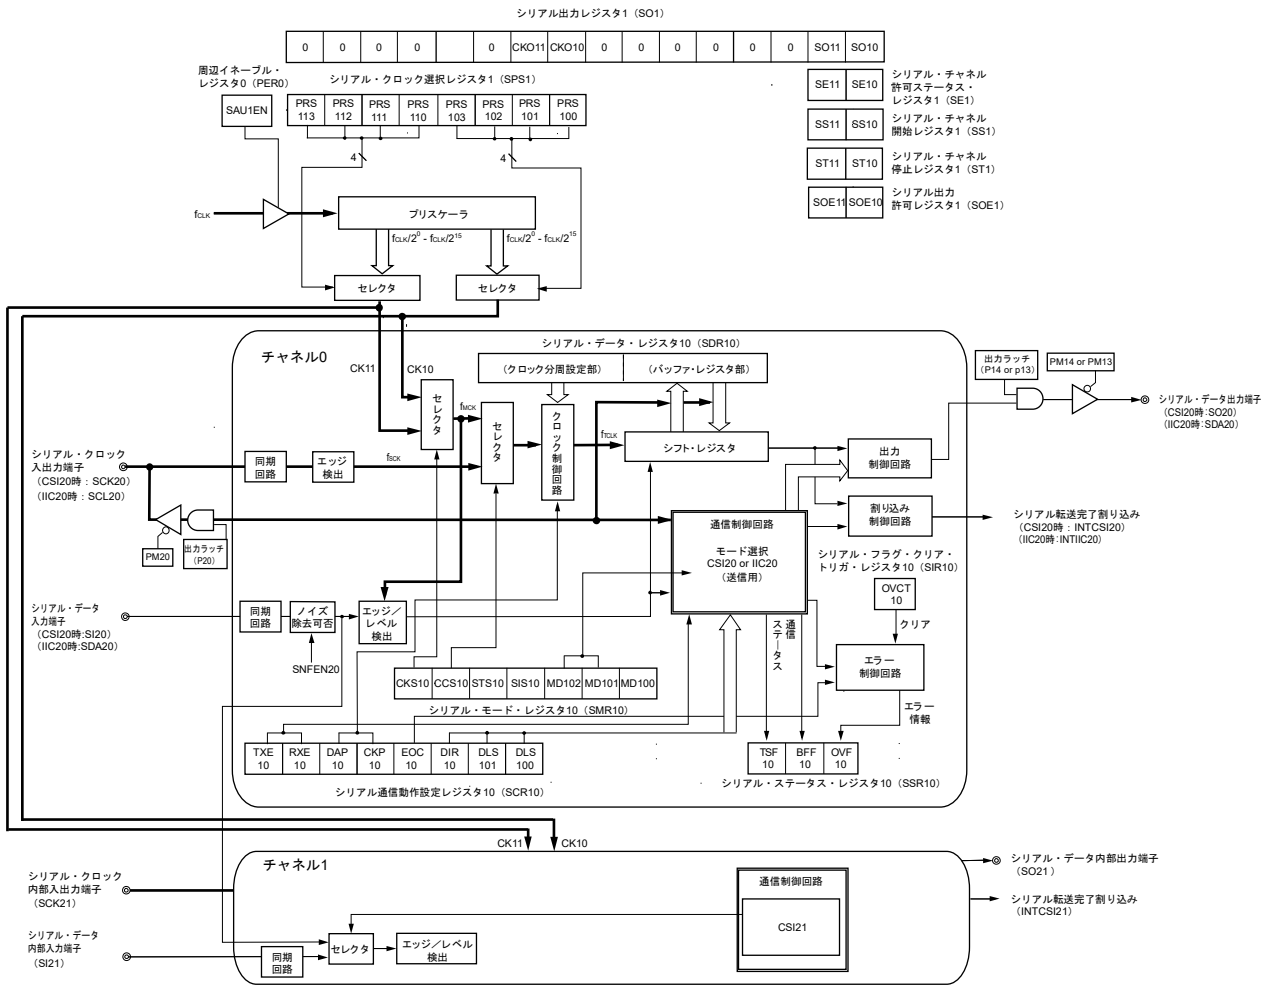 シリアル出力レジスタ1（SO1）
0 0 0 0 0 CKO11 CKO10 0 0 0 0 0 0 SO11 SO10
周辺イネーブル・
レジスタ0（PER0）
SAU1EN
シリアル・クロック選択レジスタ1（SPS1）
PRS
113
PRS
112
PRS
111
PRS
110
PRS
103
PRS
102
PRS
101
PRS
100
4
4
SE11 SE10
シリアル・チャネル
許可ステータス・
レジスタ1（SE1）
SS11 SS10
シリアル・チャネル
開始レジスタ1（SS1）
ST11 ST10
シリアル・チャネル
停止レジスタ1（ST1）
SOE11 SOE10
シリアル出力
許可レジスタ1（SOE1）
fCLK
プリスケーラ
fCLK/2⁰ - fCLK/2¹⁵
fCLK/2⁰ - fCLK/2¹⁵
セレクタ
セレクタ
チャネル0
CK11
CK10
シリアル・データ・レジスタ10（SDR10）
（クロック分周設定部）
（バッファ・レジスタ部）
セレクタ
fMCK
セレクタ
クロック制御回路
fTCLK
シフト・レジスタ
出力ラッチ
（P14 or p13）
PM14 or PM13
シリアル・データ出力端子
（CSI20時：SO20）
（IIC20時：SDA20）
シリアル・クロック
入出力端子
（CSI20時：SCK20）
（IIC20時：SCL20）
同期
回路
エッジ
検出
fSCK
出力
制御回路
割り込み
制御回路
シリアル転送完了割り込み
（CSI20時：INTCSI20）
（IIC20時：INTIIC20）
PM20
出力ラッチ
（P20）
通信制御回路
モード選択
CSI20 or IIC20
（送信用）
シリアル・フラグ・クリア・
トリガ・レジスタ10（SIR10）
OVCT
10
クリア
シリアル・データ
入力端子
（CSI20時：SI20）
（IIC20時：SDA20）
同期
回路
ノイズ
除去可否
SNFEN20
エッジ／
レベル
検出
通信
ステータス
エラー
制御回路
エラー
情報
CKS10 CCS10 STS10 SIS10 MD102 MD101 MD100
シリアル・モード・レジスタ10（SMR10）
TXE
10
RXE
10
DAP
10
CKP
10
EOC
10
DIR
10
DLS
101
DLS
100
シリアル通信動作設定レジスタ10（SCR10）
TSF
10
BFF
10
OVF
10
シリアル・ステータス・レジスタ10（SSR10）
CK11
CK10
チャネル1
シリアル・クロック
内部入出力端子
（SCK21）
シリアル・データ
内部入力端子
（SI21）
同期
回路
セレクタ
エッジ／レベル
検出
通信制御回路
CSI21
シリアル・データ内部出力端子
（SO21）
シリアル転送完了割り込み
（INTCSI21）